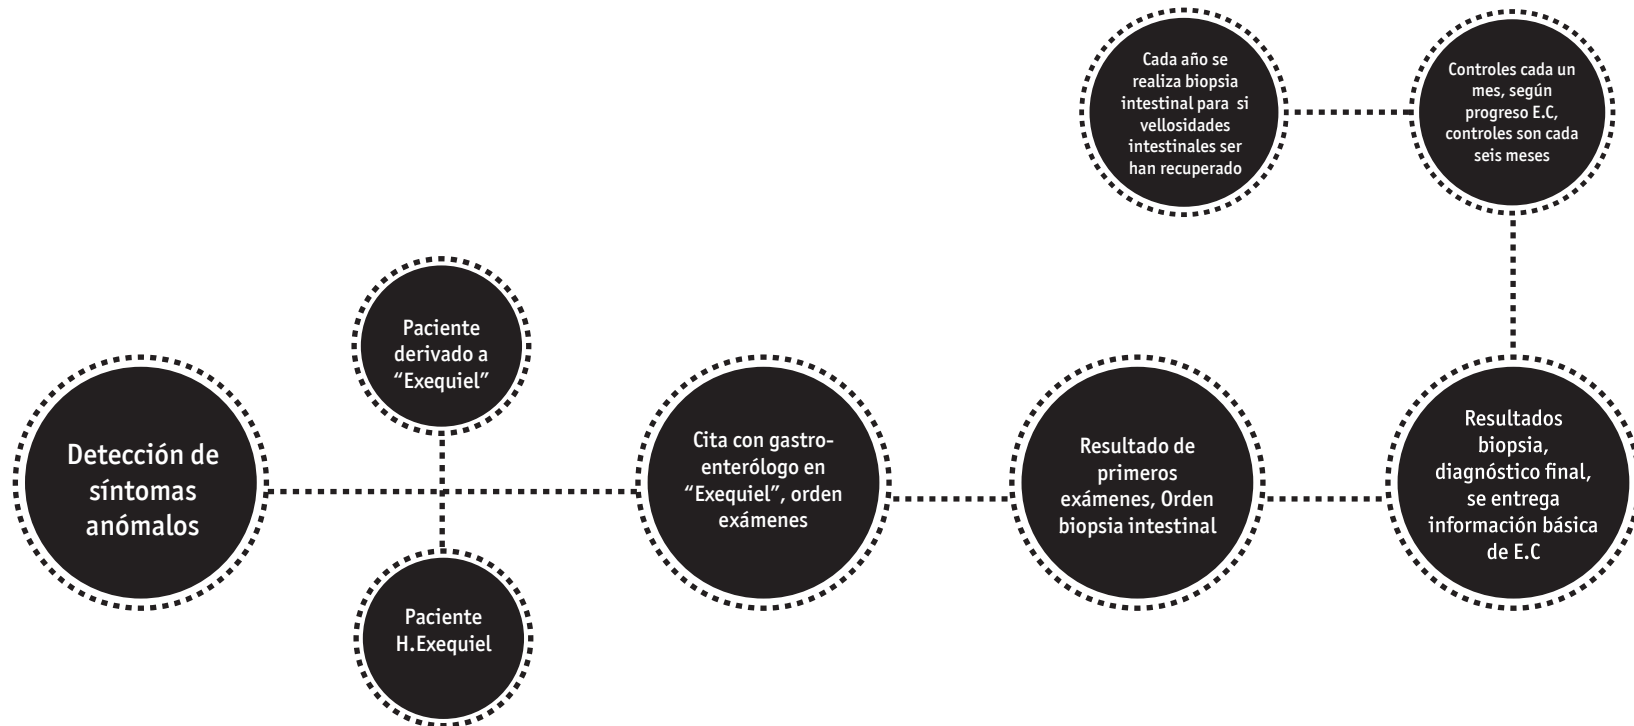 Detección de
síntomas
anómalos
Paciente
derivado a
“Exequiel”
Paciente
H.Exequiel
Cita con gastro-
enterólogo en
“Exequiel”, orden
exámenes
Resultado de
primeros
exámenes, Orden
biopsia intestinal
Resultados
biopsia,
diagnóstico final,
se entrega
información básica
de E.C
Controles cada un
mes, según
progreso E.C,
controles son cada
seis meses
Cada año se
realiza biopsia
intestinal para  si
vellosidades
intestinales ser
han recuperado